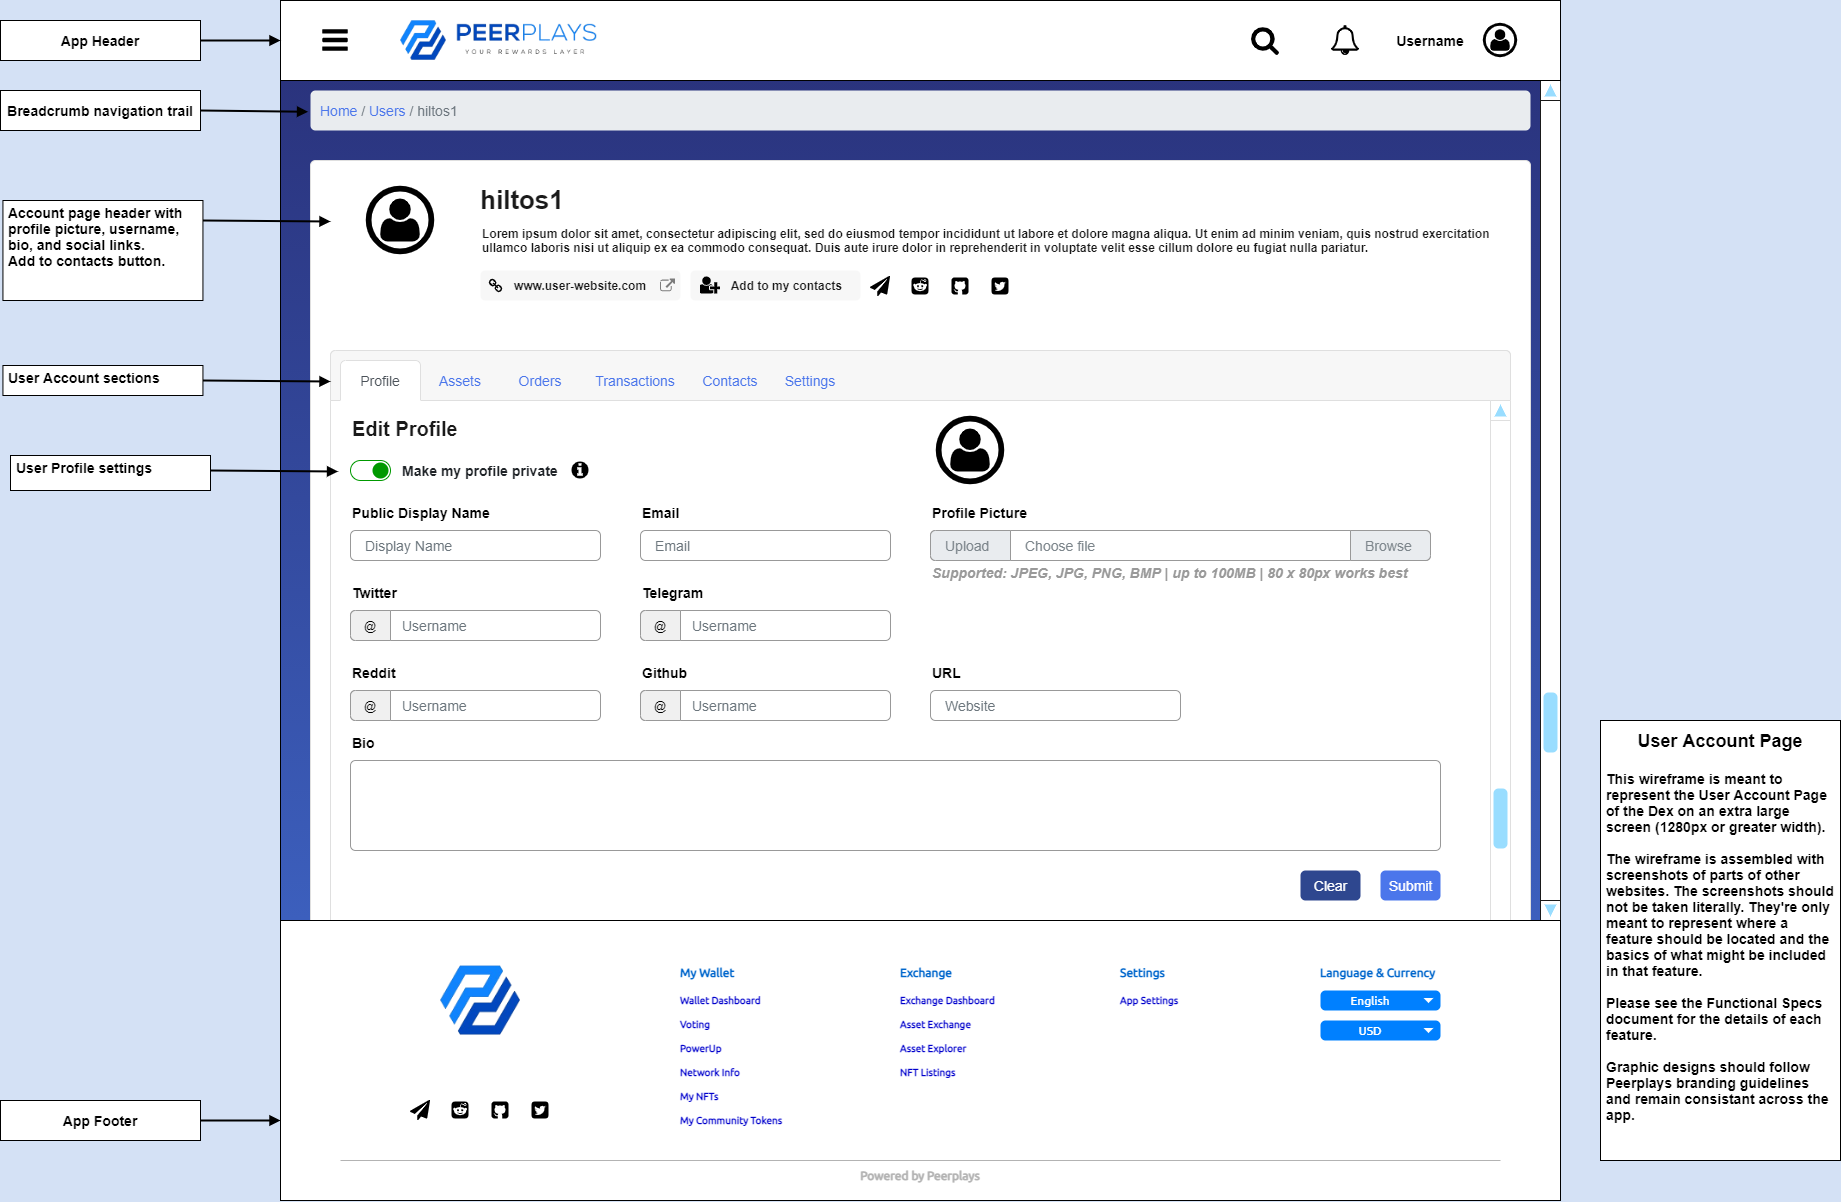 App Header
PEERPLAYS
YOUR REWARDS LAYER
Username
Breadcrumb navigation trail
Home / Users / hiltos1
Account page header with
profile picture, username,
bio, and social links.
Add to contacts button.
hiltos1
Lorem ipsum dolor sit amet, consectetur adipiscing elit, sed do eiusmod tempor incididunt ut labore et dolore magna aliqua. Ut enim ad minim veniam, quis nostrud exercitation
ullamco laboris nisi ut aliquip ex ea commodo consequat. Duis aute irure dolor in reprehenderit in voluptate velit esse cillum dolore eu fugiat nulla pariatur.
www.user-website.com
Add to my contacts
User Account sections
Profile Assets Orders Transactions Contacts Settings
Edit Profile
User Profile settings
Make my profile private
Public Display Name
Email
Profile Picture
Display Name
Email
Upload Choose file Browse
Supported: JPEG, JPG, PNG, BMP | up to 100MB | 80 x 80px works best
Twitter
Telegram
@ Username
@ Username
Reddit
Github
URL
@ Username
@ Username
Website
Bio
Clear
Submit
User Account Page
This wireframe is meant to
represent the User Account Page
of the Dex on an extra large
screen (1280px or greater width).
The wireframe is assembled with
screenshots of parts of other
websites. The screenshots should
not be taken literally. They're only
meant to represent where a
feature should be located and the
basics of what might be included
in that feature.
Please see the Functional Specs
document for the details of each
feature.
Graphic designs should follow
Peerplays branding guidelines
and remain consistant across the
app.
App Footer
My Wallet
Wallet Dashboard
Voting
PowerUp
Network Info
My NFTs
My Community Tokens
Exchange
Exchange Dashboard
Asset Exchange
Asset Explorer
NFT Listings
Settings
App Settings
Language & Currency
English
USD
Powered by Peerplays